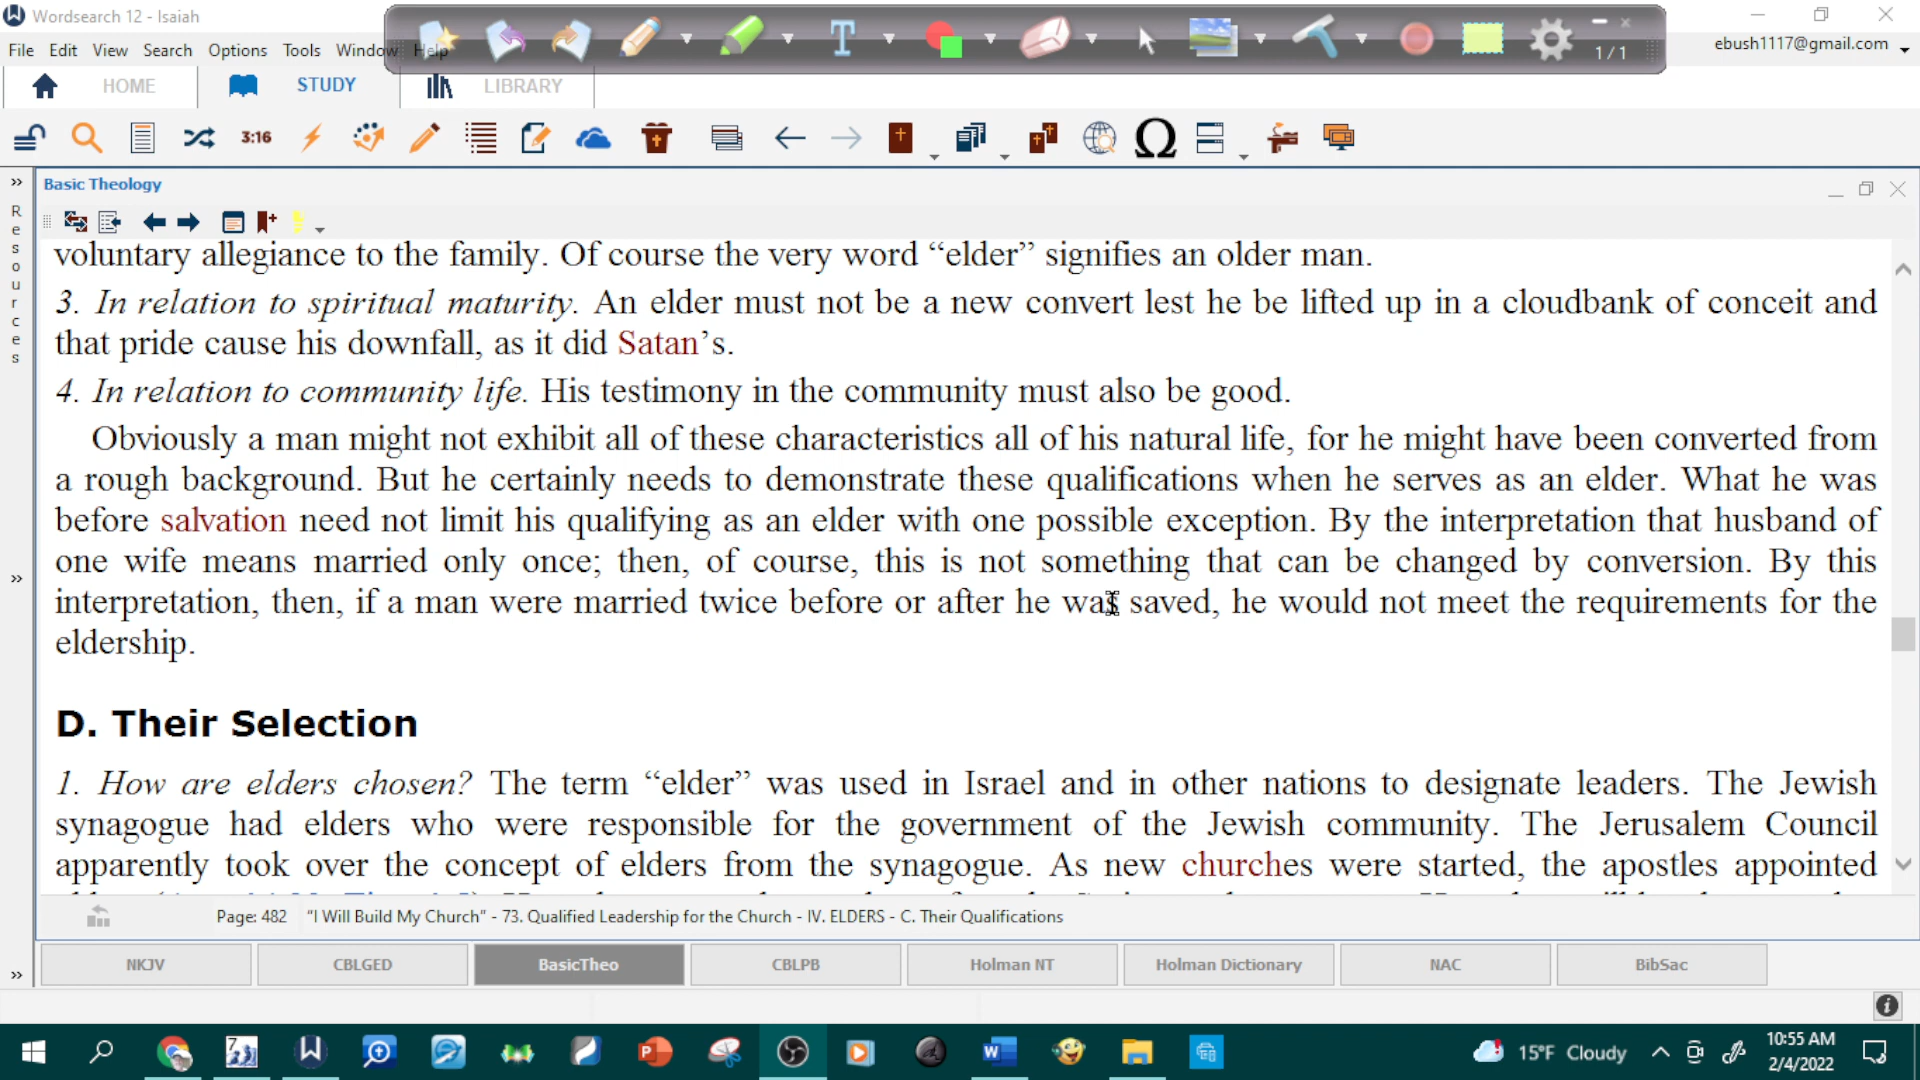 Wordsearch 12 - Isaiah
File Edit View Search Options Tools Window Help
1/1
ebush1117@gmail.com
HOME STUDY LIBRARY
3:16
Basic Theology
Resources
voluntary allegiance to the family. Of course the very word “elder” signifies an older man.
3. In relation to spiritual maturity. An elder must not be a new convert lest he be lifted up in a cloudbank of conceit and
that pride cause his downfall, as it did Satan’s.
4. In relation to community life. His testimony in the community must also be good.
Obviously a man might not exhibit all of these characteristics all of his natural life, for he might have been converted from
a rough background. But he certainly needs to demonstrate these qualifications when he serves as an elder. What he was
before salvation need not limit his qualifying as an elder with one possible exception. By the interpretation that husband of
one wife means married only once; then, of course, this is not something that can be changed by conversion. By this
interpretation, then, if a man were married twice before or after he was saved, he would not meet the requirements for the
eldership.
D. Their Selection
1. How are elders chosen? The term “elder” was used in Israel and in other nations to designate leaders. The Jewish
synagogue had elders who were responsible for the government of the Jewish community. The Jerusalem Council
apparently took over the concept of elders from the synagogue. As new churches were started, the apostles appointed
Page: 482 "I Will Build My Church" - 73. Qualified Leadership for the Church - IV. ELDERS - C. Their Qualifications
NKJV CBLGED BasicTheo CBLPB Holman NT Holman Dictionary NAC BibSac
15°F Cloudy
10:55 AM
2/4/2022